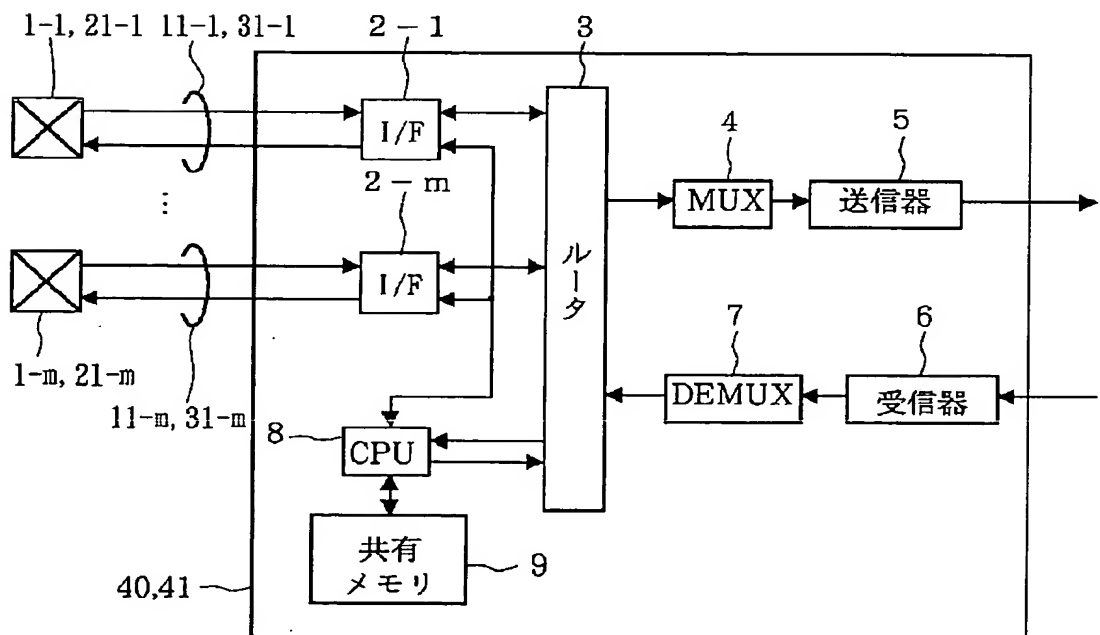 1-1, 21-1 11-1, 31-1 2-1 3
I/F
4 5
MUX 送信器
⋮
2-m
I/F
ルータ
7 6
DEMUX 受信器
1-m, 21-m
11-m, 31-m
8
CPU
共有
メモリ
9
40,41